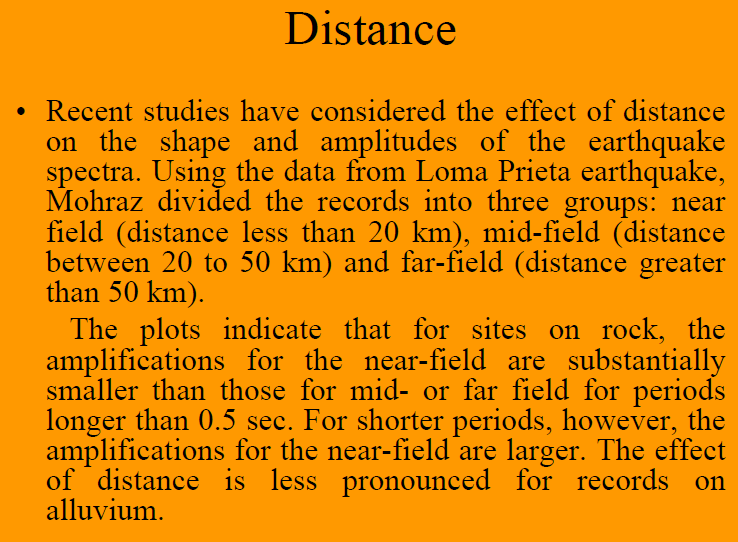 Distance
• Recent studies have considered the effect of distance
on the shape and amplitudes of the earthquake
spectra. Using the data from Loma Prieta earthquake,
Mohraz divided the records into three groups: near
field (distance less than 20 km), mid-field (distance
between 20 to 50 km) and far-field (distance greater
than 50 km).
The plots indicate that for sites on rock, the
amplifications for the near-field are substantially
smaller than those for mid- or far field for periods
longer than 0.5 sec. For shorter periods, however, the
amplifications for the near-field are larger. The effect
of distance is less pronounced for records on
alluvium.